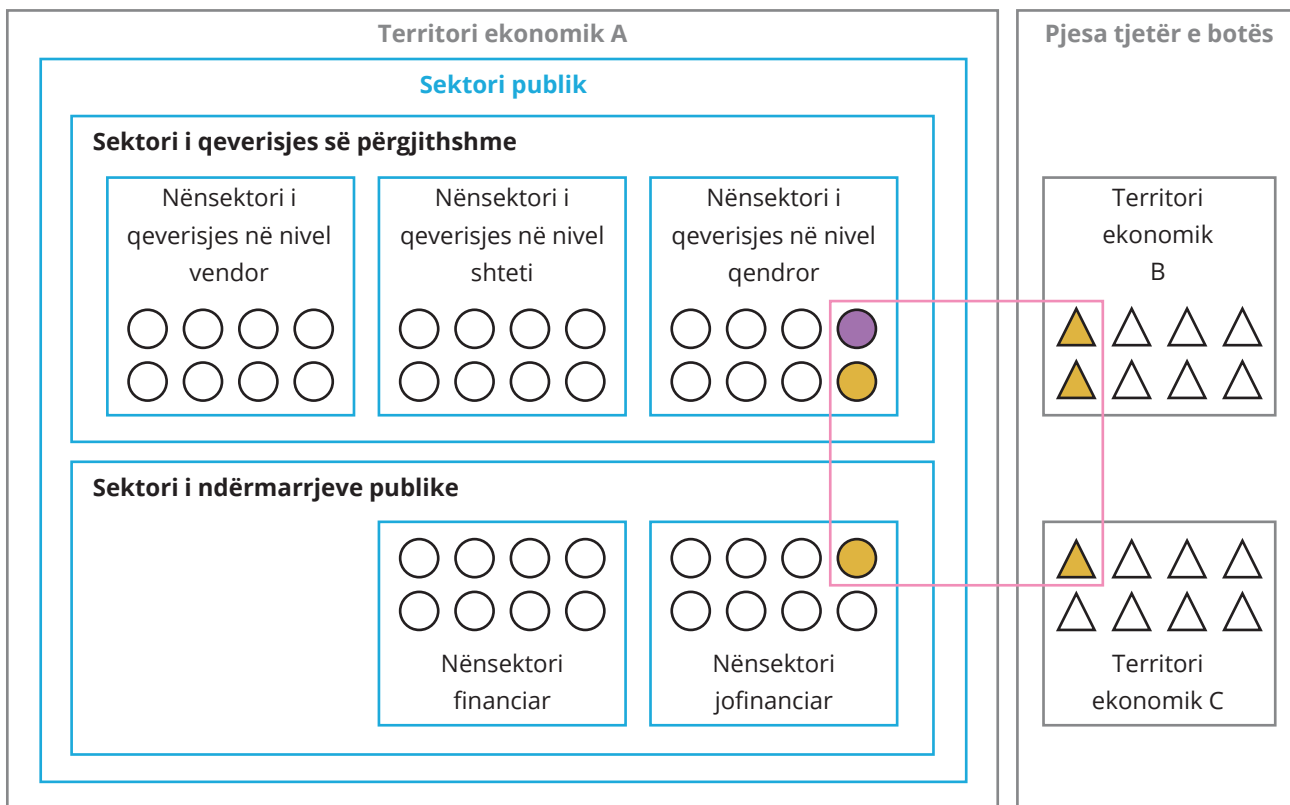 Territori ekonomik A
Sektori publik
Sektori i qeverisjes së përgjithshme
Nënsektori i
qeverisjes në nivel
vendor
Nënsektori i
qeverisjes në nivel
shteti
Nënsektori i
qeverisjes në nivel
qendror
Sektori i ndërmarrjeve publike
Nënsektori
financiar
Nënsektori
jofinanciar
Pjesa tjetër e botës
Territori
ekonomik
B
Territori
ekonomik C